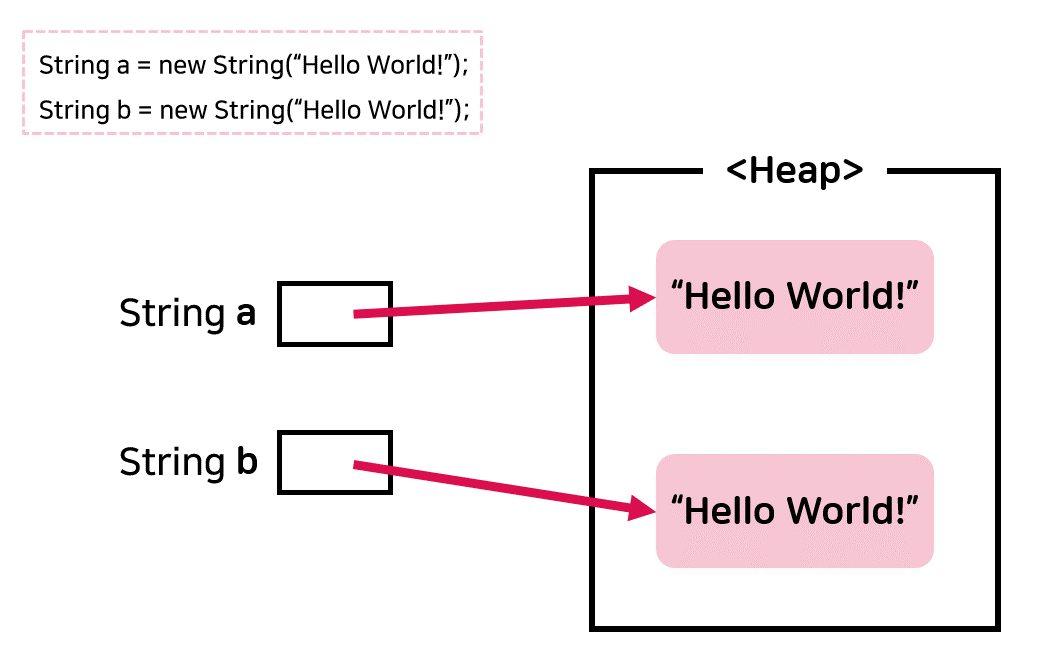 String a = new String(“Hello World!”);
String b = new String(“Hello World!”);
<Heap>
String a
“Hello World!”
String b
“Hello World!”